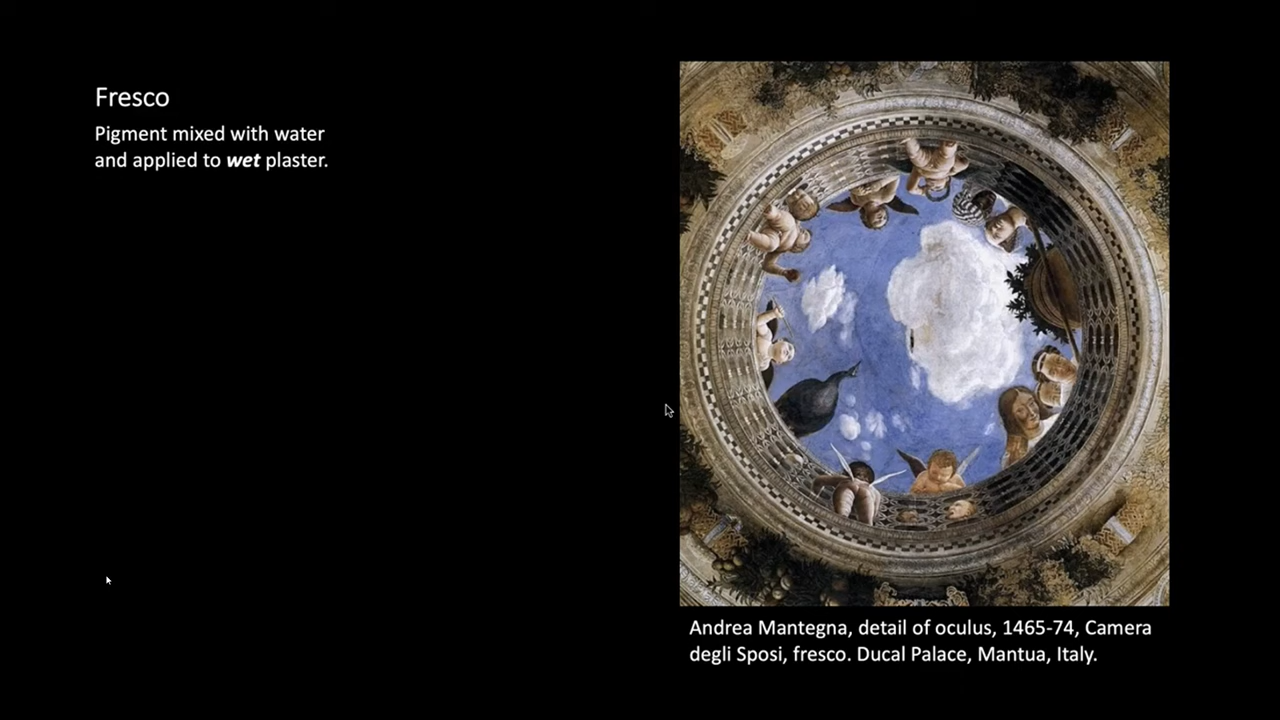 Fresco
Pigment mixed with water
and applied to wet plaster.
Andrea Mantegna, detail of oculus, 1465-74, Camera
degli Sposi, fresco. Ducal Palace, Mantua, Italy.